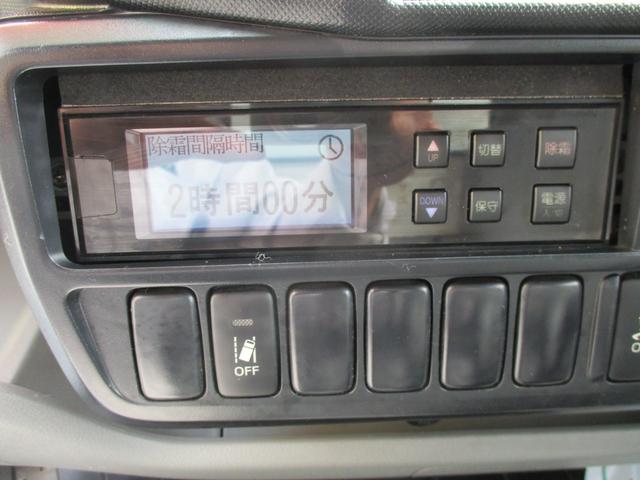 除霜間隔時間
2時間00分
UP
切替
除霜
DOWN
保守
電源
入/切
OFF